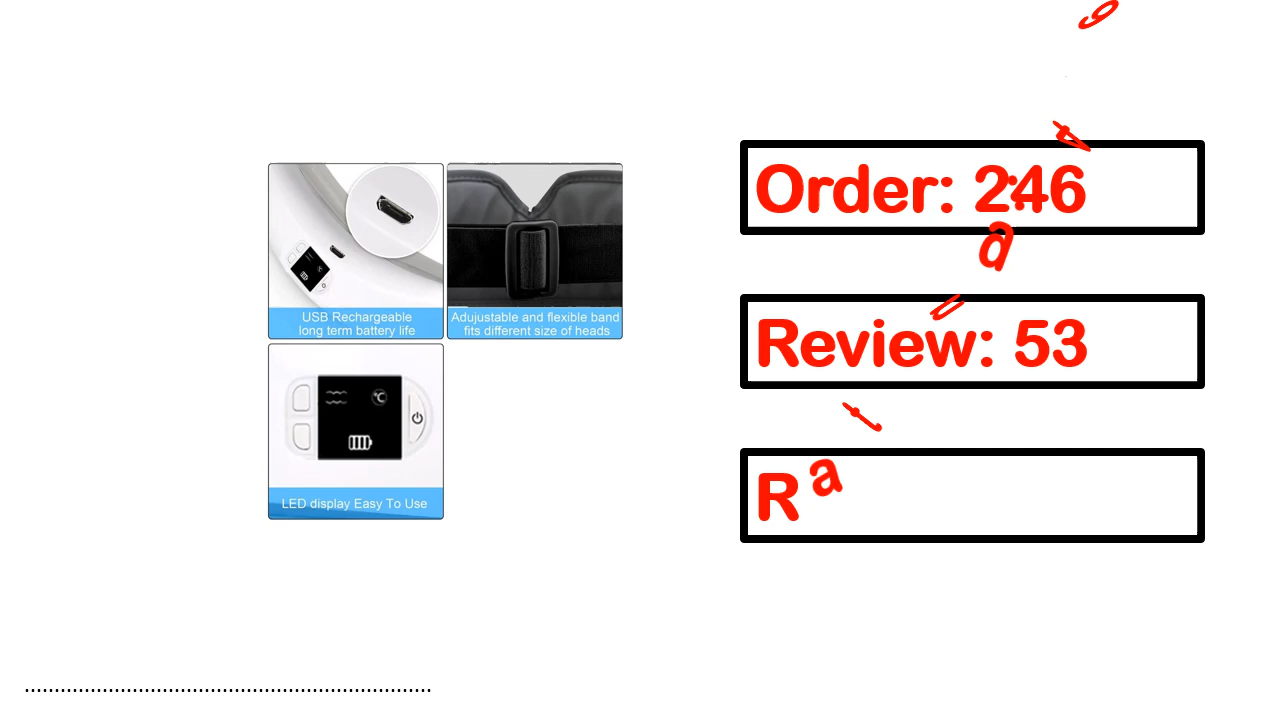 USB Rechargeable
long term battery life
Adujustable and flexible band
fits different size of heads
°C
LED display Easy To Use
Order: 246
Review: 53
R a